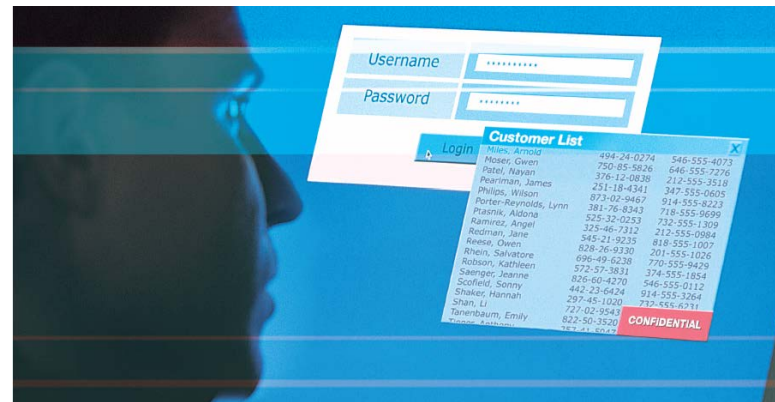 Username **********
Password ********
Login
Customer List X
Miles, Arnold 494-24-0274 546-555-4073
Moser, Gwen 750-85-5826 646-555-7276
Patel, Nayan 376-12-0838 212-555-3518
Pearlman, James 251-18-4341 347-555-0605
Philips, Wilson 873-02-9467 914-555-8223
Porter-Reynolds, Lynn 381-76-8343 718-555-9699
Ptasnik, Aldona 525-32-0253 732-555-1309
Ramirez, Angel 325-46-7312 212-555-0984
Redman, Jane 545-21-9235 818-555-1007
Reese, Owen 828-26-9330 201-555-1026
Rhein, Salvatore 696-49-6238 770-555-9429
Robson, Kathleen 572-57-3831 374-555-1854
Saenger, Jeanne 826-60-4270 546-555-0112
Scofield, Sonny 442-23-6424 914-555-3264
Shaker, Hannah 297-45-1020 732-555-6231
Shan, Li 727-02-9543
Tanenbaum, Emily 822-50-3520
CONFIDENTIAL